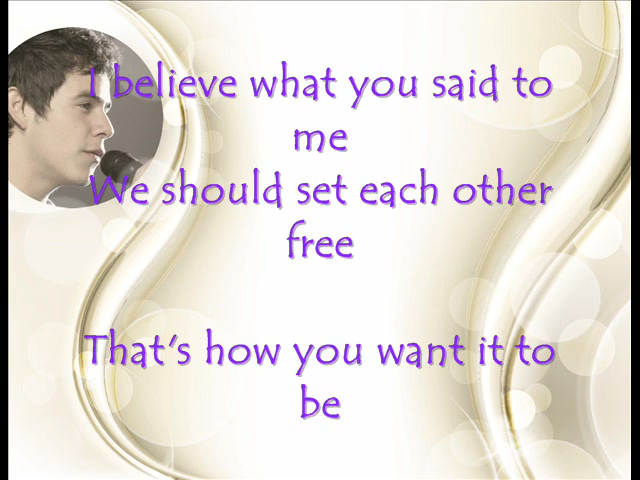 I believe what you said to
me
We should set each other
free
That's how you want it to
be